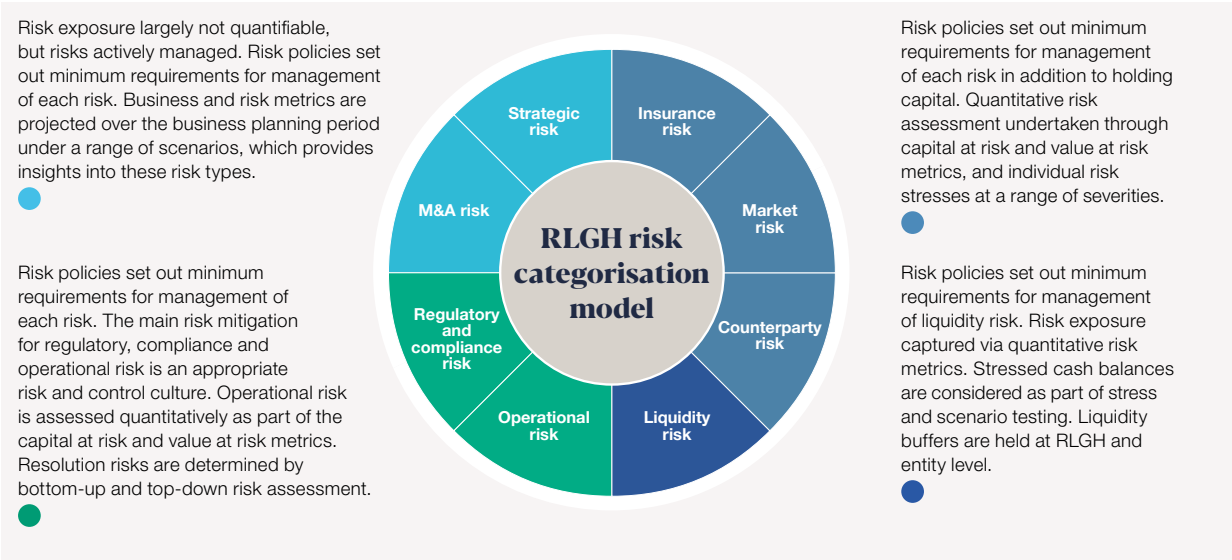 Risk exposure largely not quantifiable,
but risks actively managed. Risk policies set
out minimum requirements for management
of each risk. Business and risk metrics are
projected over the business planning period
under a range of scenarios, which provides
insights into these risk types.
Risk policies set out minimum
requirements for management of
each risk. The main risk mitigation
for regulatory, compliance and
operational risk is an appropriate
risk and control culture. Operational risk
is assessed quantitatively as part of the
capital at risk and value at risk metrics.
Resolution risks are determined by
bottom-up and top-down risk assessment.
Strategic
risk
Insurance
risk
M&A risk
Market
risk
RLGH risk
categorisation
model
Regulatory
and
compliance
risk
Counterparty
risk
Operational
risk
Liquidity
risk
Risk policies set out minimum
requirements for management
of each risk in addition to holding
capital. Quantitative risk
assessment undertaken through
capital at risk and value at risk
metrics, and individual risk
stresses at a range of severities.
Risk policies set out minimum
requirements for management
of liquidity risk. Risk exposure
captured via quantitative risk
metrics. Stressed cash balances
are considered as part of stress
and scenario testing. Liquidity
buffers are held at RLGH and
entity level.